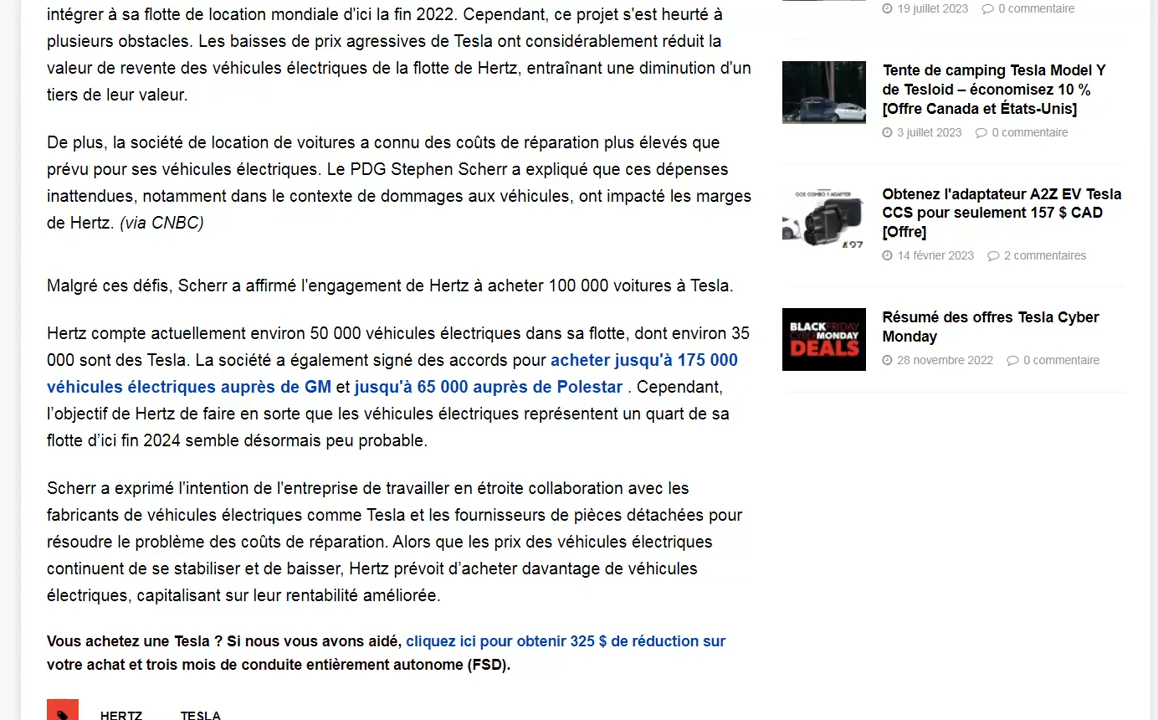 intégrer à sa flotte de location mondiale d'ici la fin 2022. Cependant, ce projet s'est heurté à
plusieurs obstacles. Les baisses de prix agressives de Tesla ont considérablement réduit la
valeur de revente des véhicules électriques de la flotte de Hertz, entraînant une diminution d'un
tiers de leur valeur.
De plus, la société de location de voitures a connu des coûts de réparation plus élevés que
prévu pour ses véhicules électriques. Le PDG Stephen Scherr a expliqué que ces dépenses
inattendues, notamment dans le contexte de dommages aux véhicules, ont impacté les marges
de Hertz. (via CNBC)
Malgré ces défis, Scherr a affirmé l'engagement de Hertz à acheter 100 000 voitures à Tesla.
Hertz compte actuellement environ 50 000 véhicules électriques dans sa flotte, dont environ 35
000 sont des Tesla. La société a également signé des accords pour acheter jusqu'à 175 000
véhicules électriques auprès de GM et jusqu'à 65 000 auprès de Polestar . Cependant,
l’objectif de Hertz de faire en sorte que les véhicules électriques représentent un quart de sa
flotte d’ici fin 2024 semble désormais peu probable.
Scherr a exprimé l'intention de l'entreprise de travailler en étroite collaboration avec les
fabricants de véhicules électriques comme Tesla et les fournisseurs de pièces détachées pour
résoudre le problème des coûts de réparation. Alors que les prix des véhicules électriques
continuent de se stabiliser et de baisser, Hertz prévoit d’acheter davantage de véhicules
électriques, capitalisant sur leur rentabilité améliorée.
Vous achetez une Tesla ? Si nous vous avons aidé, cliquez ici pour obtenir 325 $ de réduction sur
votre achat et trois mois de conduite entièrement autonome (FSD).
HERTZ TESLA
19 juillet 2023 0 commentaire
Tente de camping Tesla Model Y
de Tesloid – économisez 10 %
[Offre Canada et États-Unis]
3 juillet 2023 0 commentaire
CCS COMBO 1 ADAPTER
Obtenez l'adaptateur A2Z EV Tesla
CCS pour seulement 157 $ CAD
[Offre]
14 février 2023 2 commentaires
BLACK FRIDAY
CYBER MONDAY
DEALS
Résumé des offres Tesla Cyber
Monday
28 novembre 2022 0 commentaire